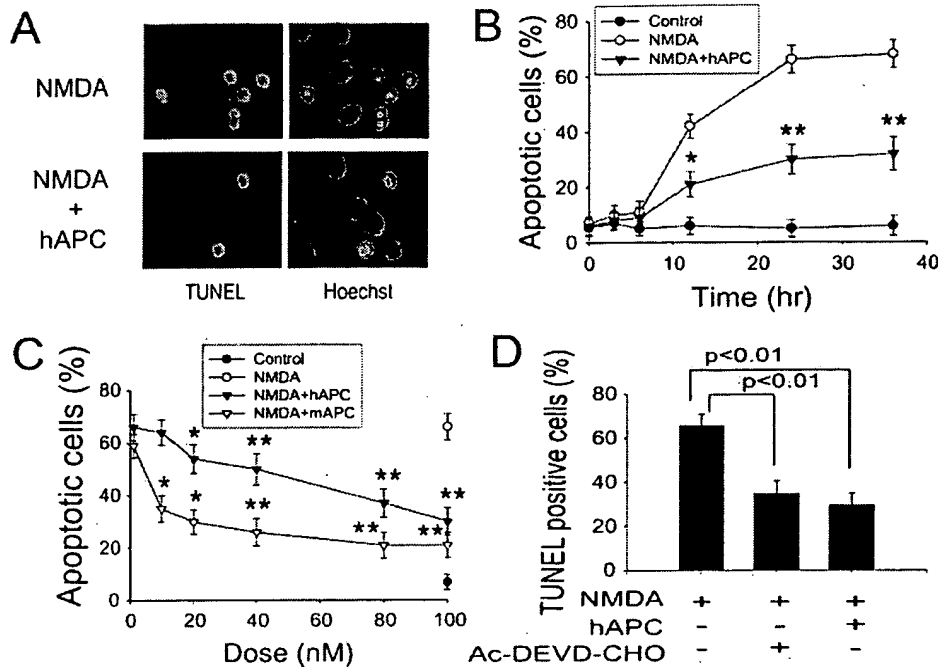 A
NMDA
NMDA
+
hAPC
TUNEL
Hoechst
B
Apoptotic cells (%)
80
60
40
20
0
Control
NMDA
NMDA+hAPC
*
**
**
0
10
20
30
40
Time (hr)
C
Apoptotic cells (%)
80
60
40
20
0
Control
NMDA
NMDA+hAPC
NMDA+mAPC
*
**
**
**
*
*
**
**
**
0
20
40
60
80
100
Dose (nM)
D
TUNEL positive cells (%)
80
60
40
20
0
p<0.01
p<0.01
NMDA + + +
hAPC - - +
Ac-DEVD-CHO - + -